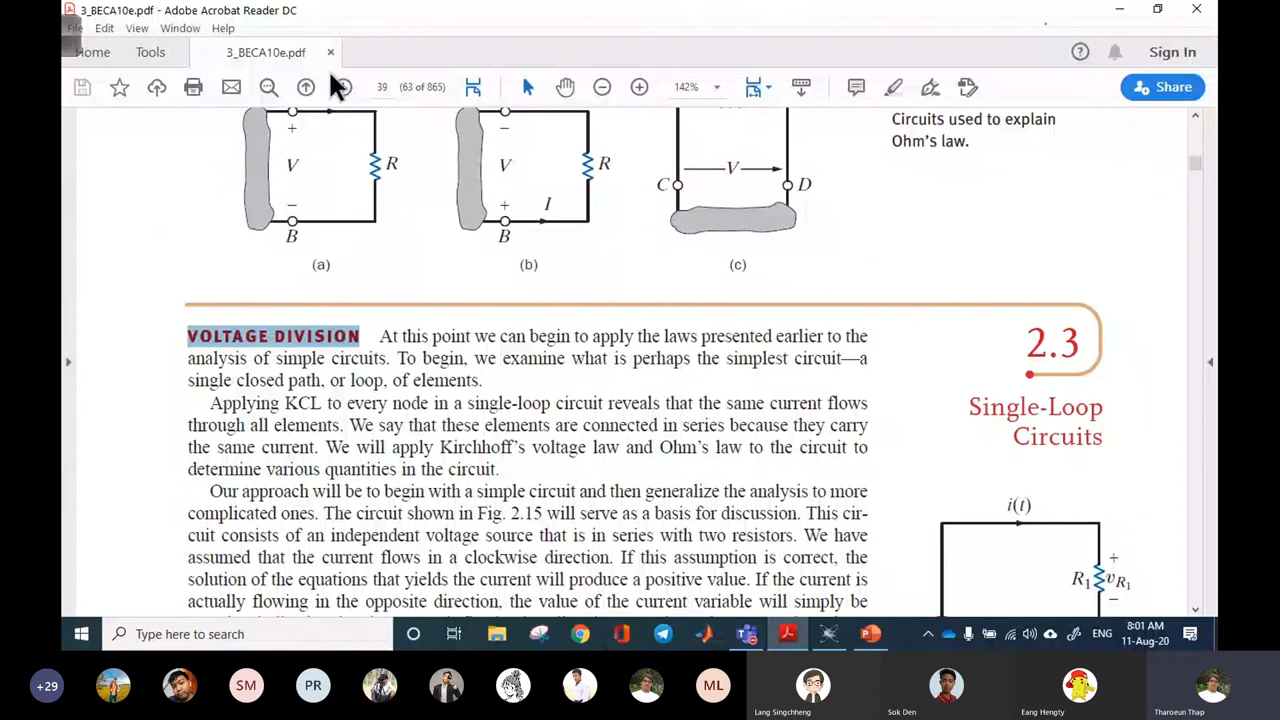 3_BECA10e.pdf - Adobe Acrobat Reader DC
File Edit View Window Help
Home Tools 3_BECA10e.pdf × Sign In
39 (63 of 865) 142% Share
+ V − R B (a)
− V + R I B (b)
C V D (c)
Circuits used to explain
Ohm's law.
VOLTAGE DIVISION At this point we can begin to apply the laws presented earlier to the
analysis of simple circuits. To begin, we examine what is perhaps the simplest circuit—a
single closed path, or loop, of elements.
Applying KCL to every node in a single-loop circuit reveals that the same current flows
through all elements. We say that these elements are connected in series because they carry
the same current. We will apply Kirchhoff's voltage law and Ohm's law to the circuit to
determine various quantities in the circuit.
Our approach will be to begin with a simple circuit and then generalize the analysis to more
complicated ones. The circuit shown in Fig. 2.15 will serve as a basis for discussion. This cir-
cuit consists of an independent voltage source that is in series with two resistors. We have
assumed that the current flows in a clockwise direction. If this assumption is correct, the
solution of the equations that yields the current will produce a positive value. If the current is
actually flowing in the opposite direction, the value of the current variable will simply be
2.3
Single-Loop
Circuits
i(t)
+
R1 vR1
−
Type here to search
ENG
8:01 AM
11-Aug-20
+29 SM PR ML
Lang Singchheng Sok Den Eang Hengty Tharoeun Thap